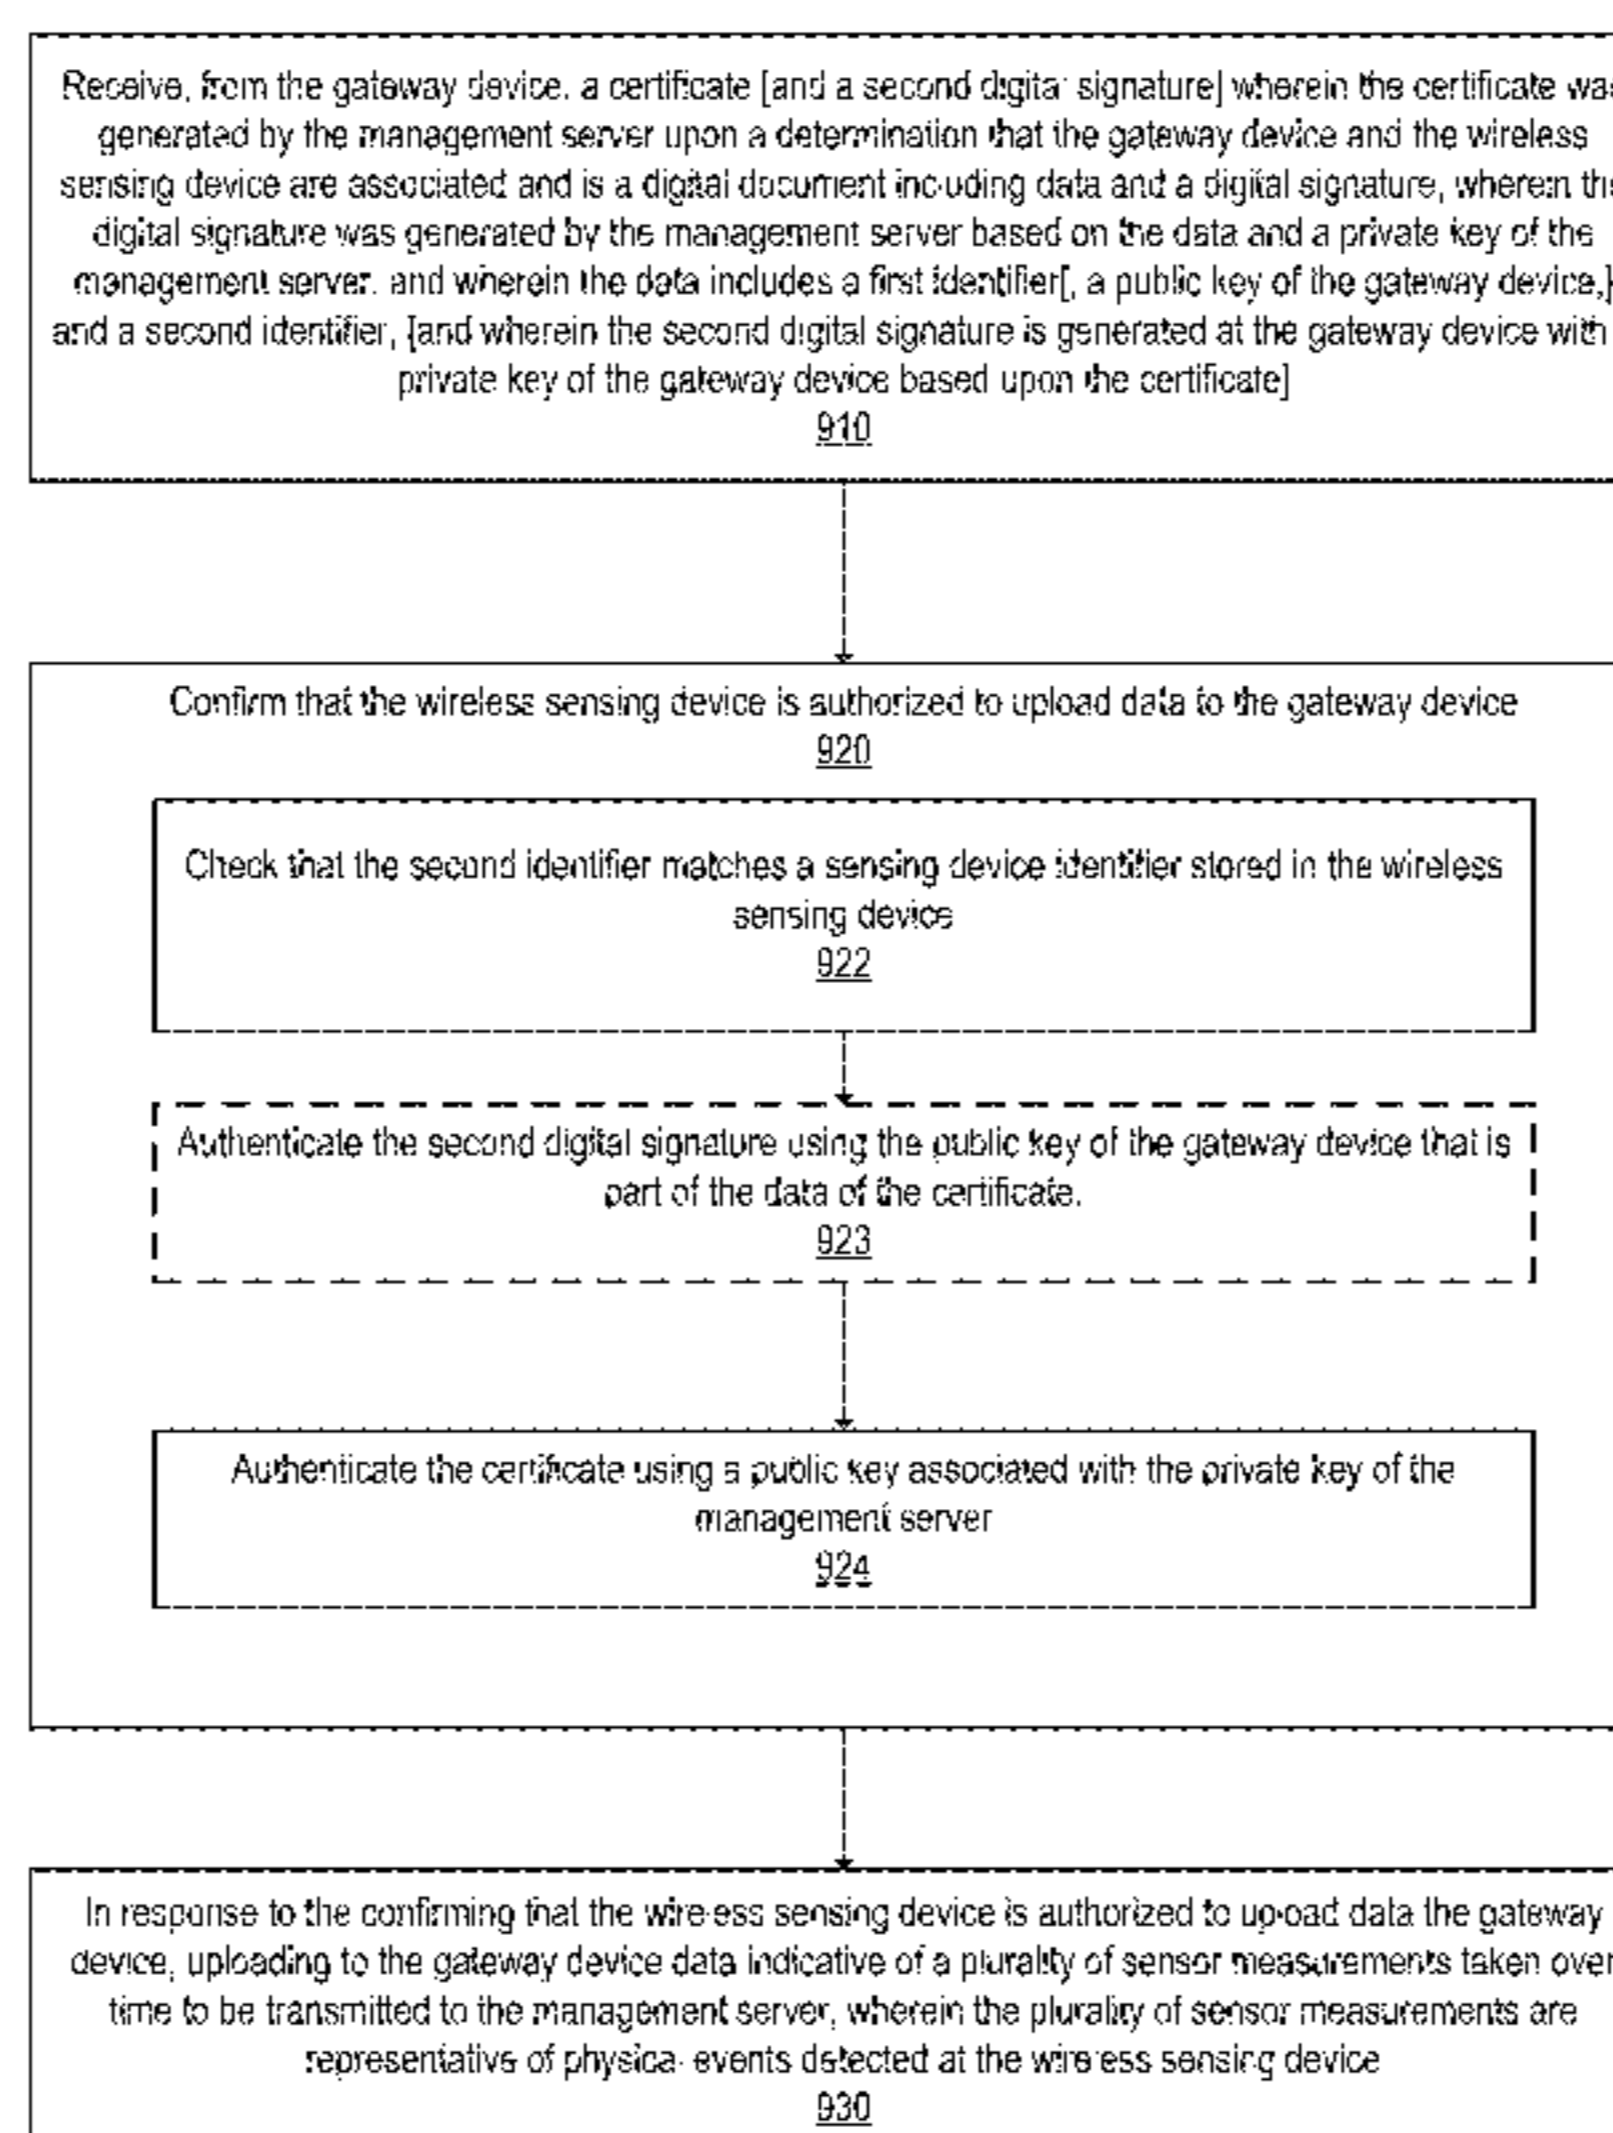 Receive, from the gateway device, a certificate [and a second digital signature] wherein the certificate was
generated by the management server upon a determination that the gateway device and the wireless
sensing device are associated and is a digital document including data and a digital signature, wherein the
digital signature was generated by the management server based on the data and a private key of the
management server, and wherein the data includes a first identifier[, a public key of the gateway device,]
and a second identifier, [and wherein the second digital signature is generated at the gateway device with
private key of the gateway device based upon the certificate]
910
Confirm that the wireless sensing device is authorized to upload data to the gateway device
920
Check that the second identifier matches a sensing device identifier stored in the wireless
sensing device
922
Authenticate the second digital signature using the public key of the gateway device that is
part of the data of the certificate.
923
Authenticate the certificate using a public key associated with the private key of the
management server
924
In response to the confirming that the wireless sensing device is authorized to upload data the gateway
device, uploading to the gateway device data indicative of a plurality of sensor measurements taken over
time to be transmitted to the management server, wherein the plurality of sensor measurements are
representative of physical events detected at the wireless sensing device
930